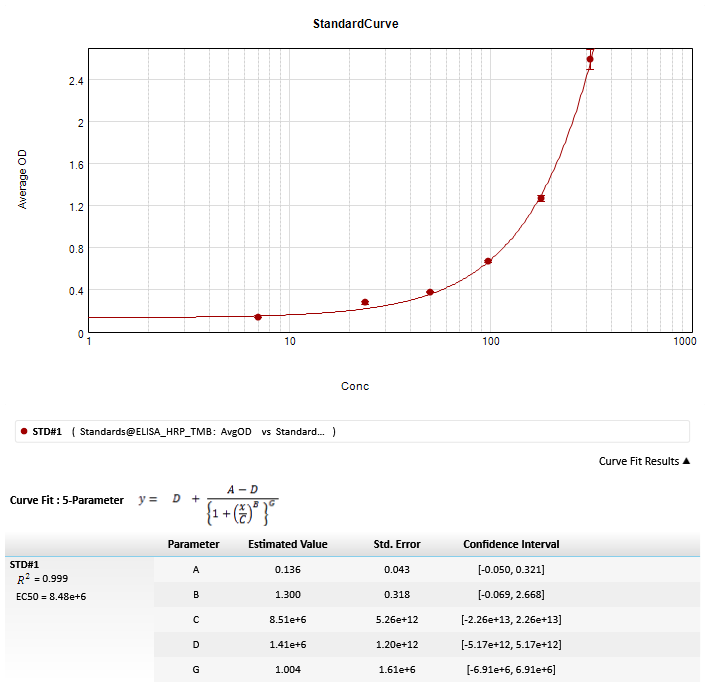 StandardCurve
Average OD
2.4
2
1.6
1.2
0.8
0.4
0
1 10 100 1000
Conc
STD#1 ( Standards@ELISA_HRP_TMB: AvgOD vs Standard... )
Curve Fit Results ▲
Curve Fit : 5-Parameter y = D + A − D / {1 + (x/C)^B}^G
Parameter Estimated Value Std. Error Confidence Interval
STD#1
R² = 0.999
EC50 = 8.48e+6
A 0.136 0.043 [-0.050, 0.321]
B 1.300 0.318 [-0.069, 2.668]
C 8.51e+6 5.26e+12 [-2.26e+13, 2.26e+13]
D 1.41e+6 1.20e+12 [-5.17e+12, 5.17e+12]
G 1.004 1.61e+6 [-6.91e+6, 6.91e+6]